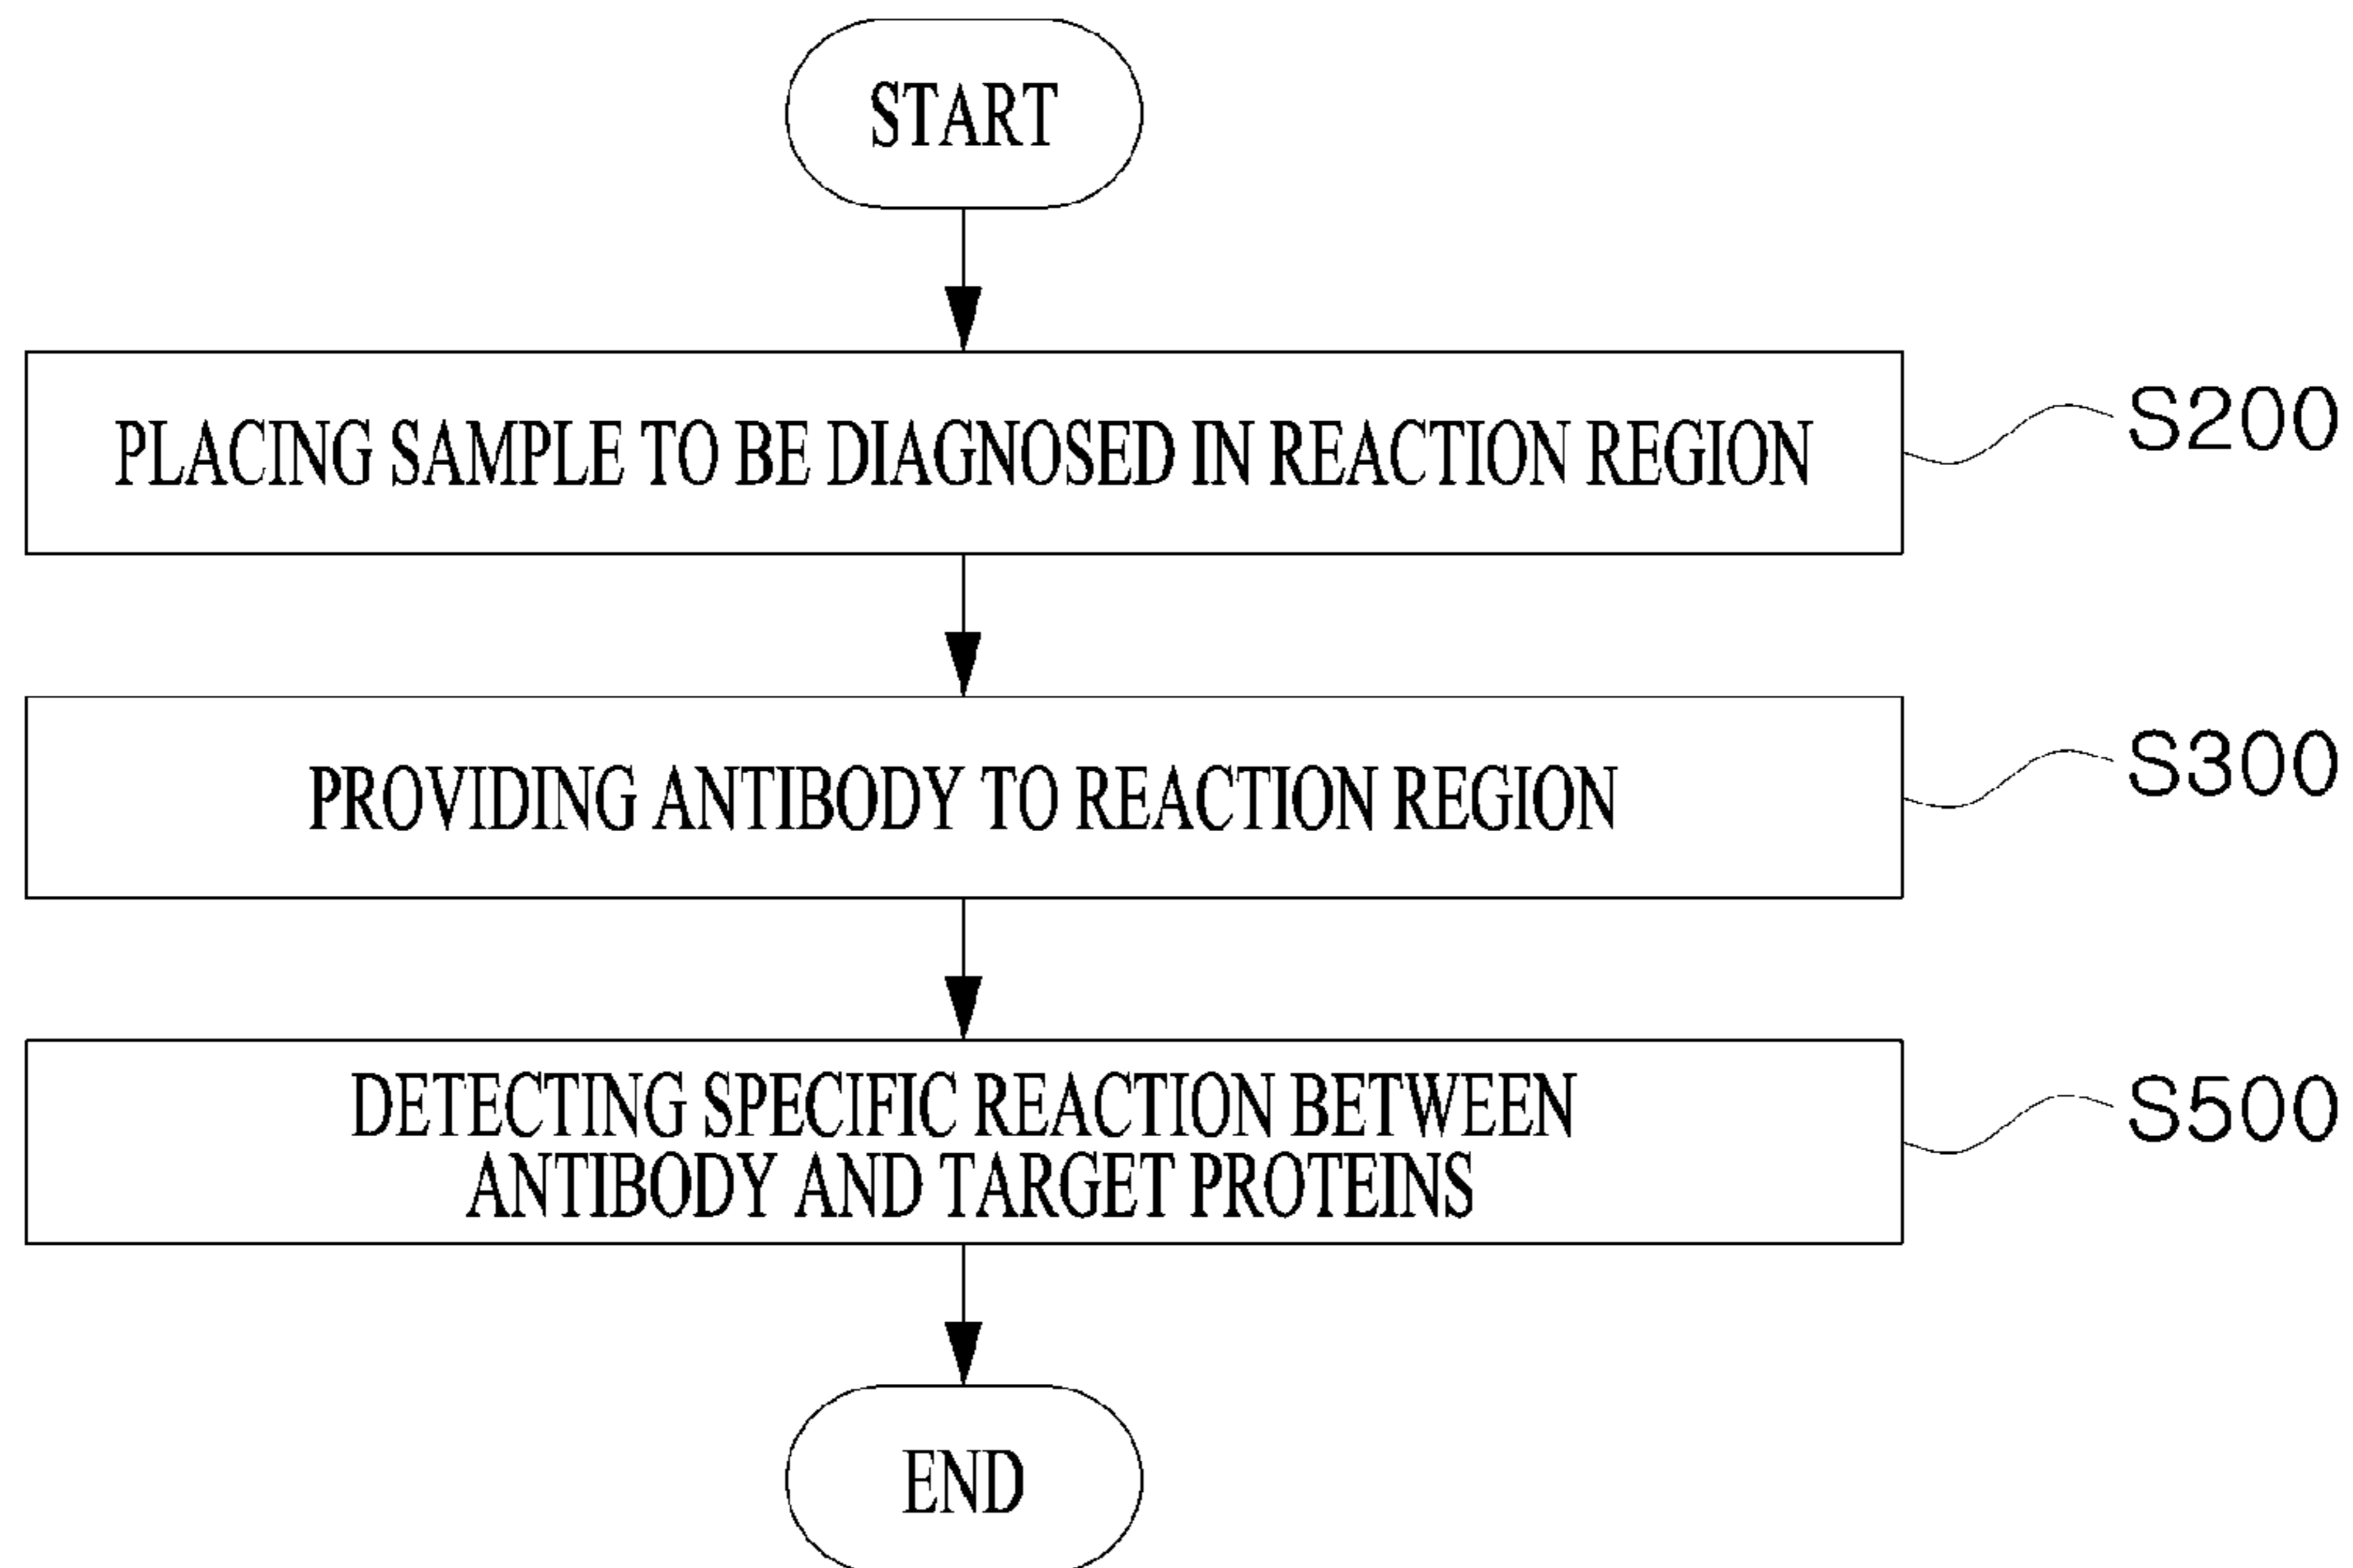 START
PLACING SAMPLE TO BE DIAGNOSED IN REACTION REGION
S200
PROVIDING ANTIBODY TO REACTION REGION
S300
DETECTING SPECIFIC REACTION BETWEEN
ANTIBODY AND TARGET PROTEINS
S500
END